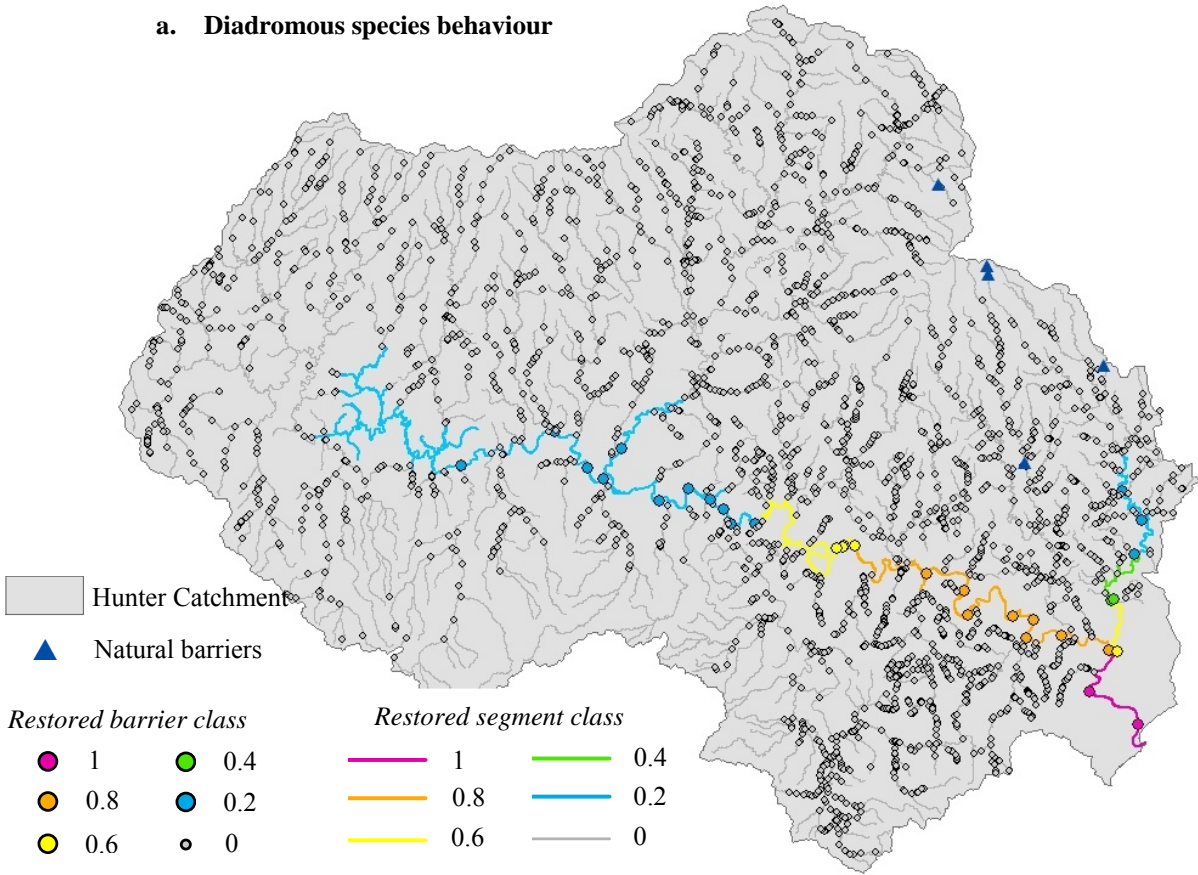 a. Diadromous species behaviour
Hunter Catchment
Natural barriers
Restored barrier class
1
0.4
0.8
0.2
0.6
0
Restored segment class
1
0.4
0.8
0.2
0.6
0